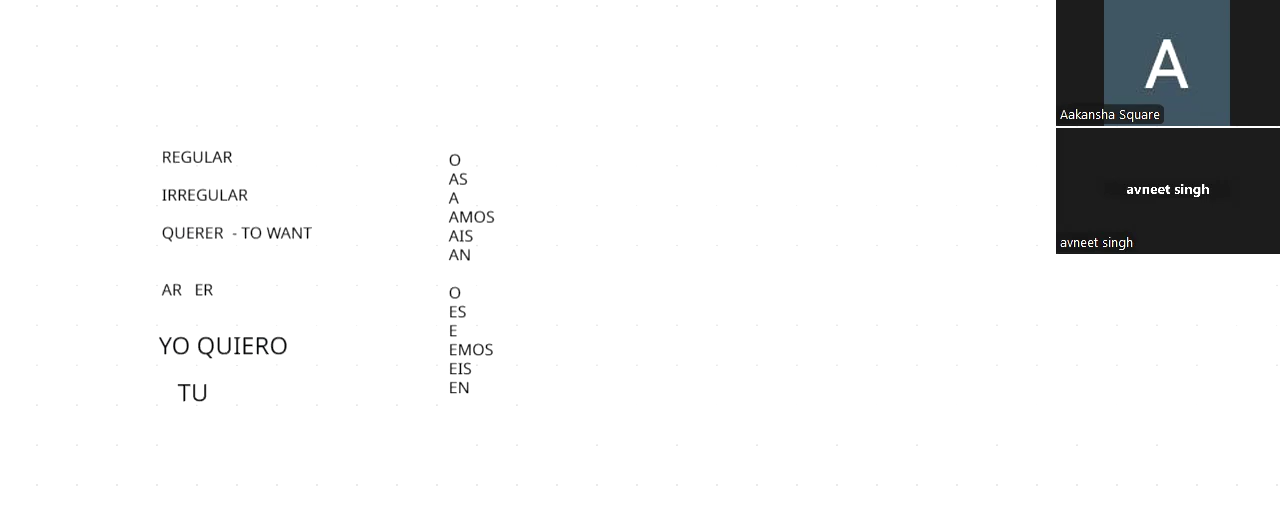 REGULAR
IRREGULAR
QUERER - TO WANT
AR ER
YO QUIERO
TU
O
AS
A
AMOS
AIS
AN
O
ES
E
EMOS
EIS
EN
A
Aakansha Square
avneet singh
avneet singh